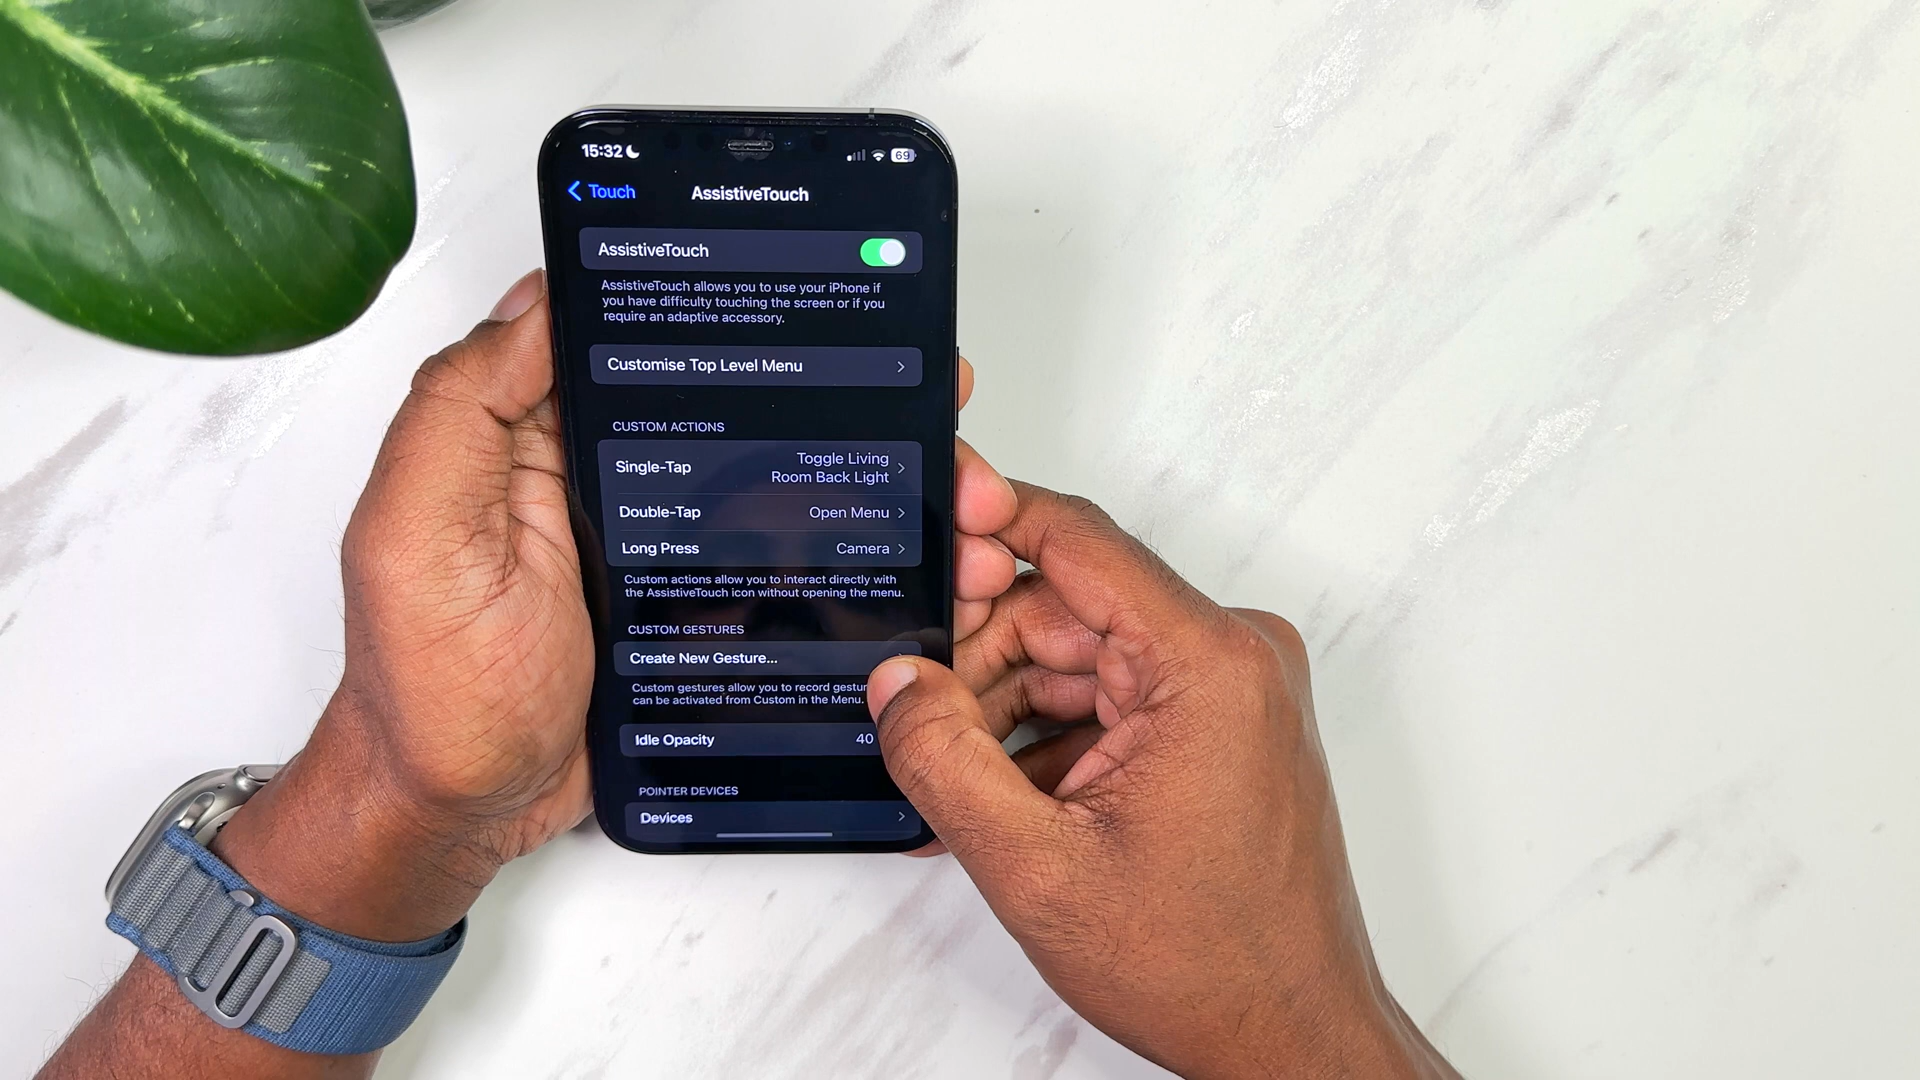 15:32
69
Touch
AssistiveTouch
AssistiveTouch
AssistiveTouch allows you to use your iPhone if
you have difficulty touching the screen or if you
require an adaptive accessory.
Customise Top Level Menu
CUSTOM ACTIONS
Single-Tap
Toggle Living
Room Back Light
Double-Tap
Open Menu
Long Press
Camera
Custom actions allow you to interact directly with
the AssistiveTouch icon without opening the menu.
CUSTOM GESTURES
Create New Gesture...
Custom gestures allow you to record
can be activated from Custom in the Menu.
Idle Opacity
40
POINTER DEVICES
Devices